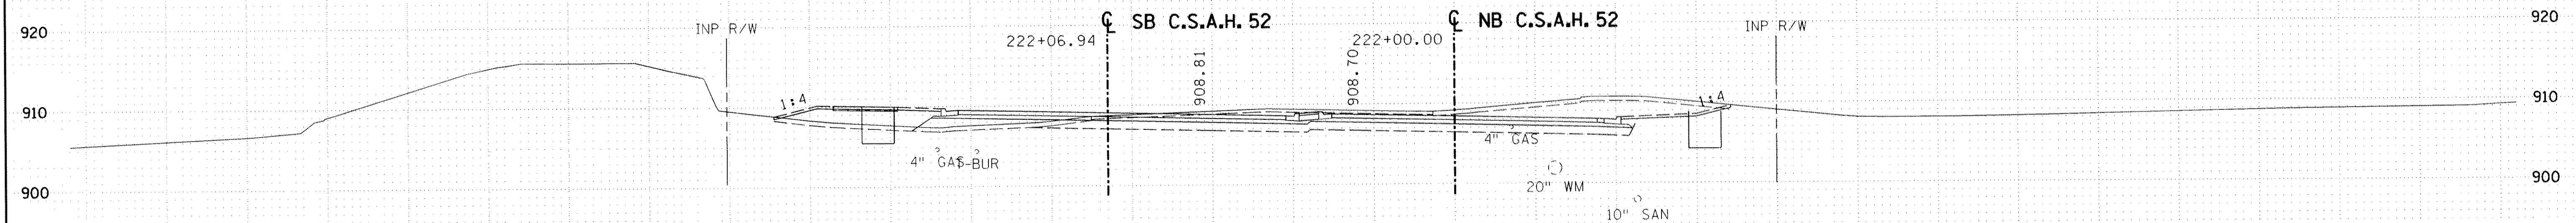 920
INP R/W
℄ SB C.S.A.H. 52
222+06.94
908.81
908.70
℄ NB C.S.A.H. 52
222+00.00
INP R/W
920
910
1:4
1:4
910
4" GAS
T-BUR
4" GAS
900
20" WM
900
10" SAN